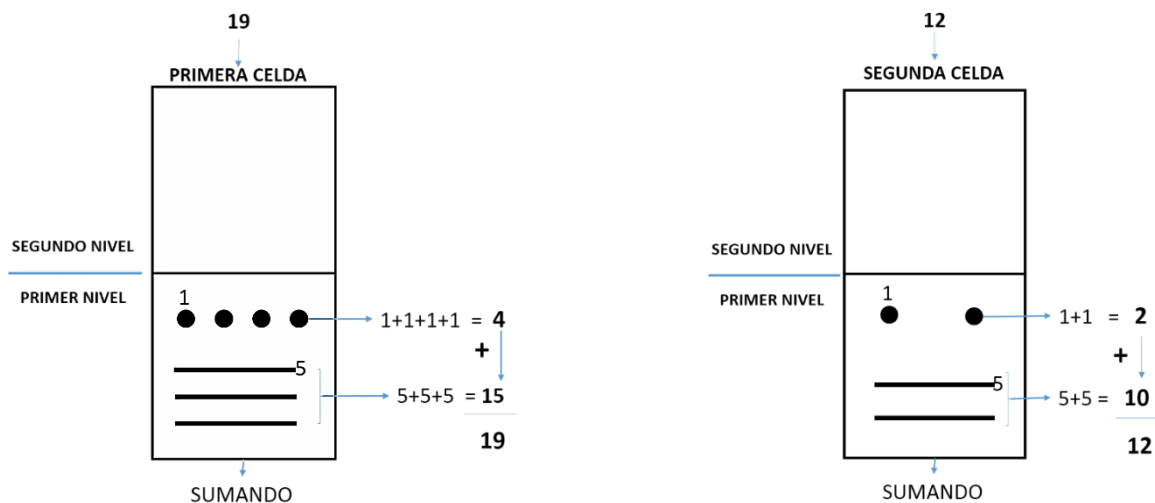 19
PRIMERA CELDA
SEGUNDO NIVEL
PRIMER NIVEL
1
1+1+1+1 = 4
+
5
5+5+5 = 15
19
SUMANDO
12
SEGUNDA CELDA
SEGUNDO NIVEL
PRIMER NIVEL
1
1+1 = 2
+
5
5+5 = 10
12
SUMANDO